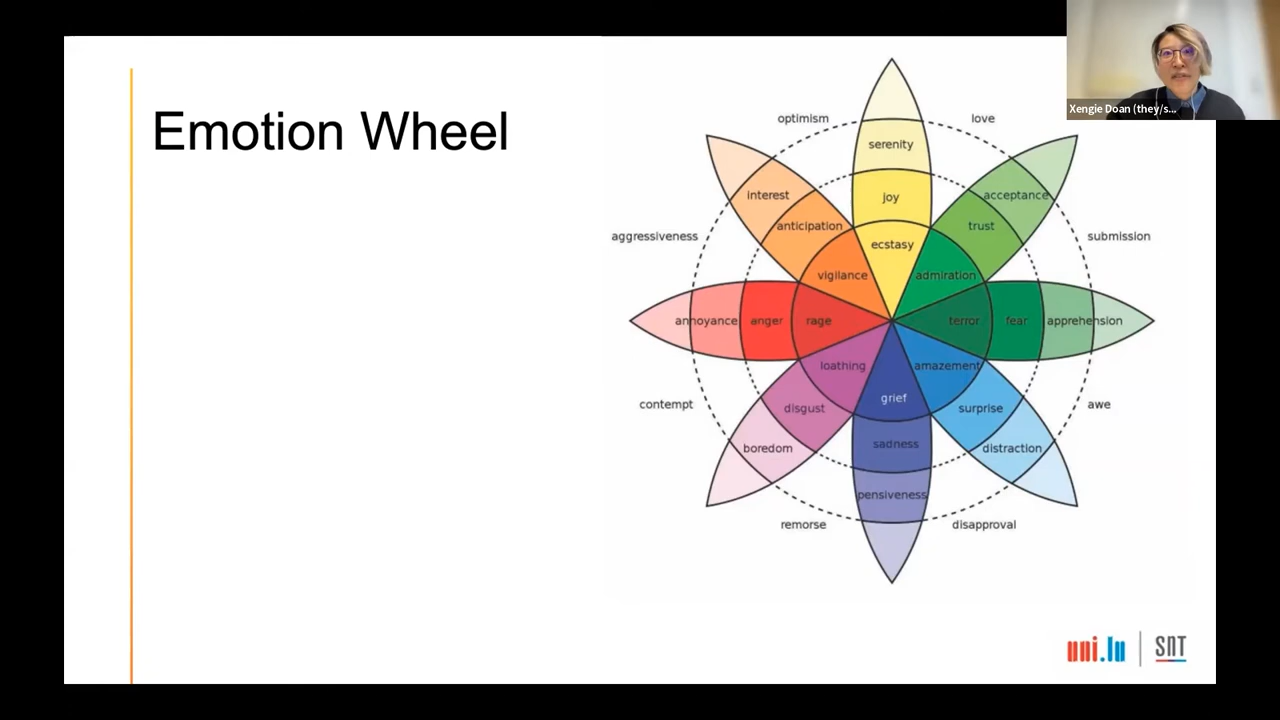 Xengie Doan (they/s...
Emotion Wheel
optimism
love
serenity
interest
acceptance
joy
anticipation
trust
aggressiveness
submission
ecstasy
vigilance
admiration
annoyance
anger
rage
terror
fear
apprehension
loathing
amazement
grief
contempt
disgust
surprise
awe
sadness
boredom
distraction
pensiveness
remorse
disapproval
uni.lu
SNT